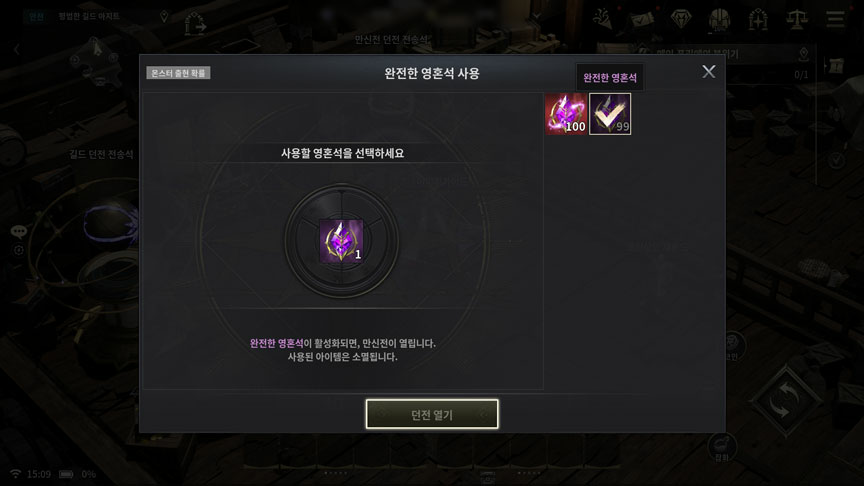 안전 평범한 길드 아지트
만신전 던전 전송석
0/1
몬스터 출현 확률
완전한 영혼석 사용
완전한 영혼석
100
99
길드 던전 전송석
사용할 영혼석을 선택하세요
1
완전한 영혼석이 활성화되면, 만신전이 열립니다.
사용된 아이템은 소멸됩니다.
던전 열기
잡화
15:09 0%